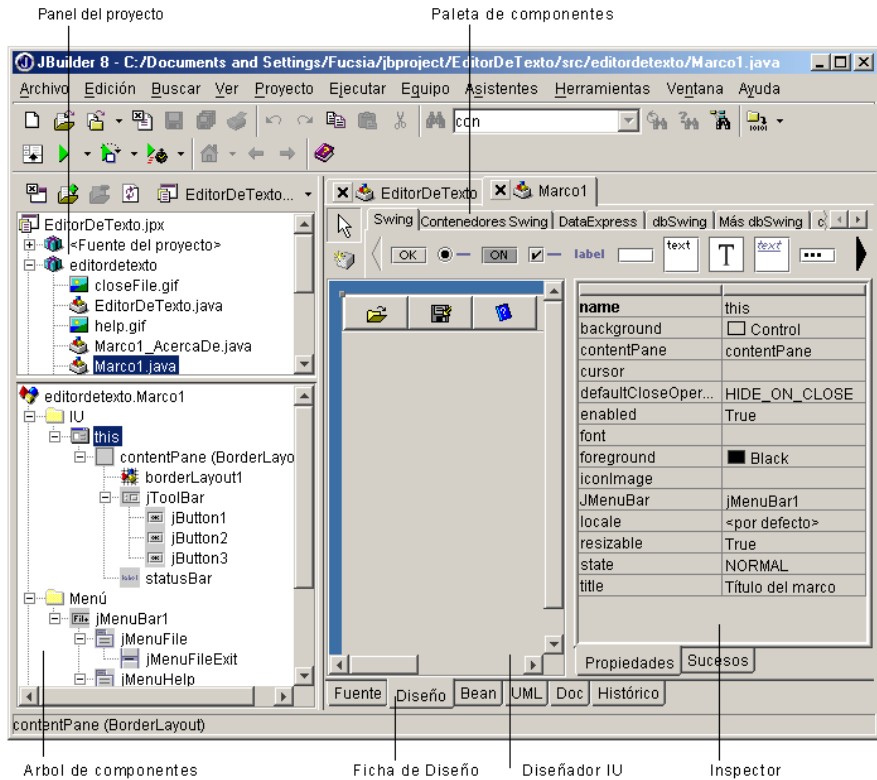 Panel del proyecto
Paleta de componentes
JBuilder 8 - C:/Documents and Settings/Fucsia/jbproject/EditorDeTexto/src/editordetexto/Marco1.java
Archivo Edición Buscar Ver Proyecto Ejecutar Equipo Asistentes Herramientas Ventana Ayuda
con
EditorDeTexto...
EditorDeTexto.jpx
<Fuente del proyecto>
editordetexto
closeFile.gif
EditorDeTexto.java
help.gif
Marco1_AcercaDe.java
Marco1.java
editordetexto.Marco1
IU
this
contentPane (BorderLayo
borderLayout1
jToolBar
jButton1
jButton2
jButton3
label statusBar
Menú
jMenuBar1
jMenuFile
jMenuFileExit
jMenuHelp
EditorDeTexto Marco1
Swing Contenedores Swing DataExpress dbSwing Más dbSwing
OK ON label text T text
name this
background Control
contentPane contentPane
cursor
defaultCloseOper... HIDE_ON_CLOSE
enabled True
font
foreground Black
iconImage
JMenuBar jMenuBar1
locale <por defecto>
resizable True
state NORMAL
title Título del marco
Propiedades Sucesos
Fuente Diseño Bean UML Doc Histórico
contentPane (BorderLayout)
Arbol de componentes
Ficha de Diseño
Diseñador IU
Inspector